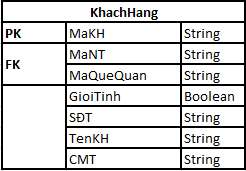 KhachHang
PK MaKH String
FK MaNT String
MaQueQuan String
GioiTinh Boolean
SĐT String
TenKH String
CMT String